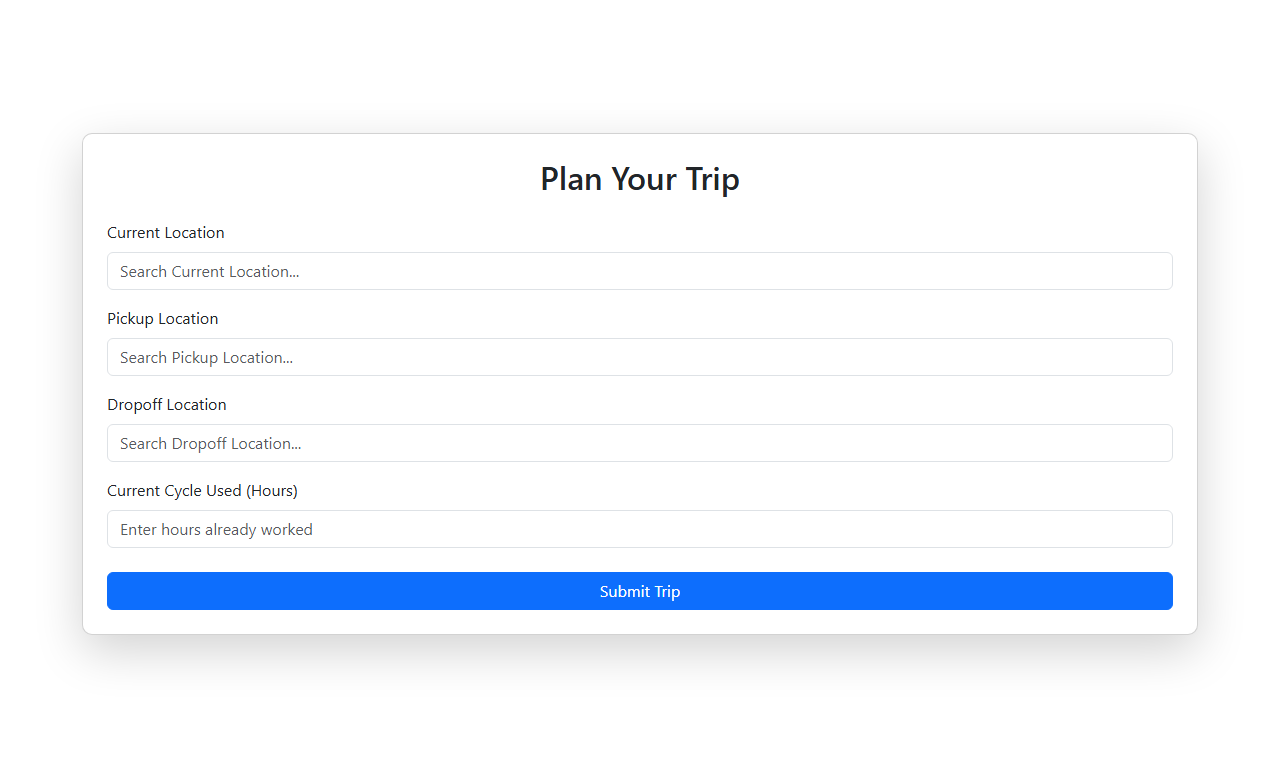 Plan Your Trip
Current Location
Search Current Location...
Pickup Location
Search Pickup Location...
Dropoff Location
Search Dropoff Location...
Current Cycle Used (Hours)
Enter hours already worked
Submit Trip